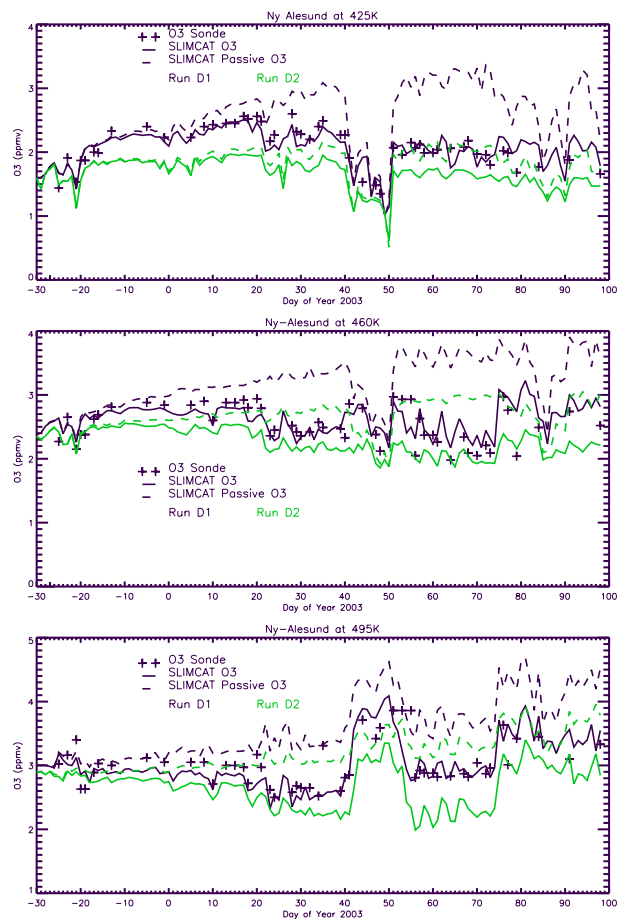 Ny Alesund at 425K
4
O3 Sonde
SLIMCAT O3
SLIMCAT Passive O3
Run D1 Run D2
3
2
1
0
O3 (ppmv)
-30 -20 -10 0 10 20 30 40 50 60 70 80 90 100
Day of Year 2003
Ny-Alesund at 460K
4
3
2
O3 Sonde
SLIMCAT O3
SLIMCAT Passive O3
Run D1 Run D2
1
0
O3 (ppmv)
-30 -20 -10 0 10 20 30 40 50 60 70 80 90 100
Day of Year 2003
Ny-Alesund at 495K
5
O3 Sonde
SLIMCAT O3
SLIMCAT Passive O3
Run D1 Run D2
4
3
2
1
O3 (ppmv)
-30 -20 -10 0 10 20 30 40 50 60 70 80 90 100
Day of Year 2003